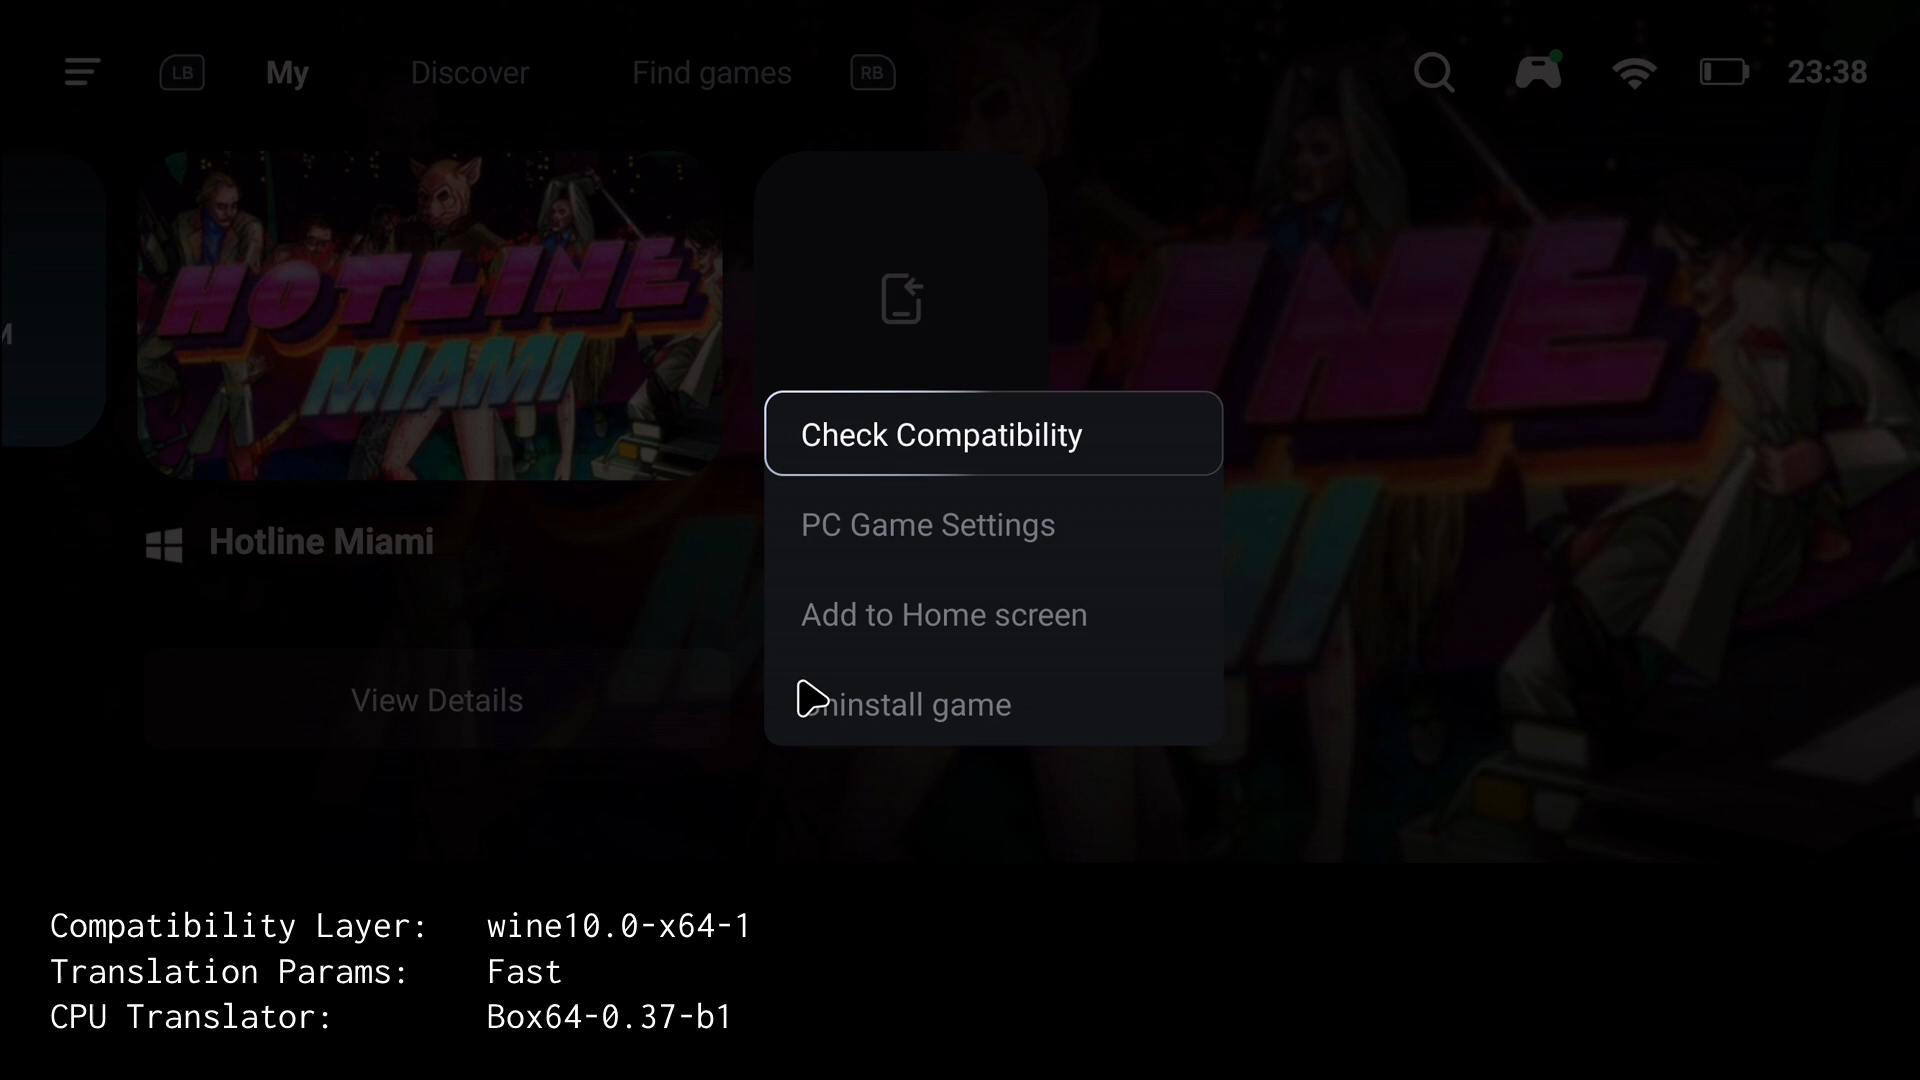 LB My Discover Find games RB 23:38
HOTLINE
MIAMI
Hotline Miami
View Details
Check Compatibility
PC Game Settings
Add to Home screen
Uninstall game
Compatibility Layer: wine10.0-x64-1
Translation Params: Fast
CPU Translator: Box64-0.37-b1